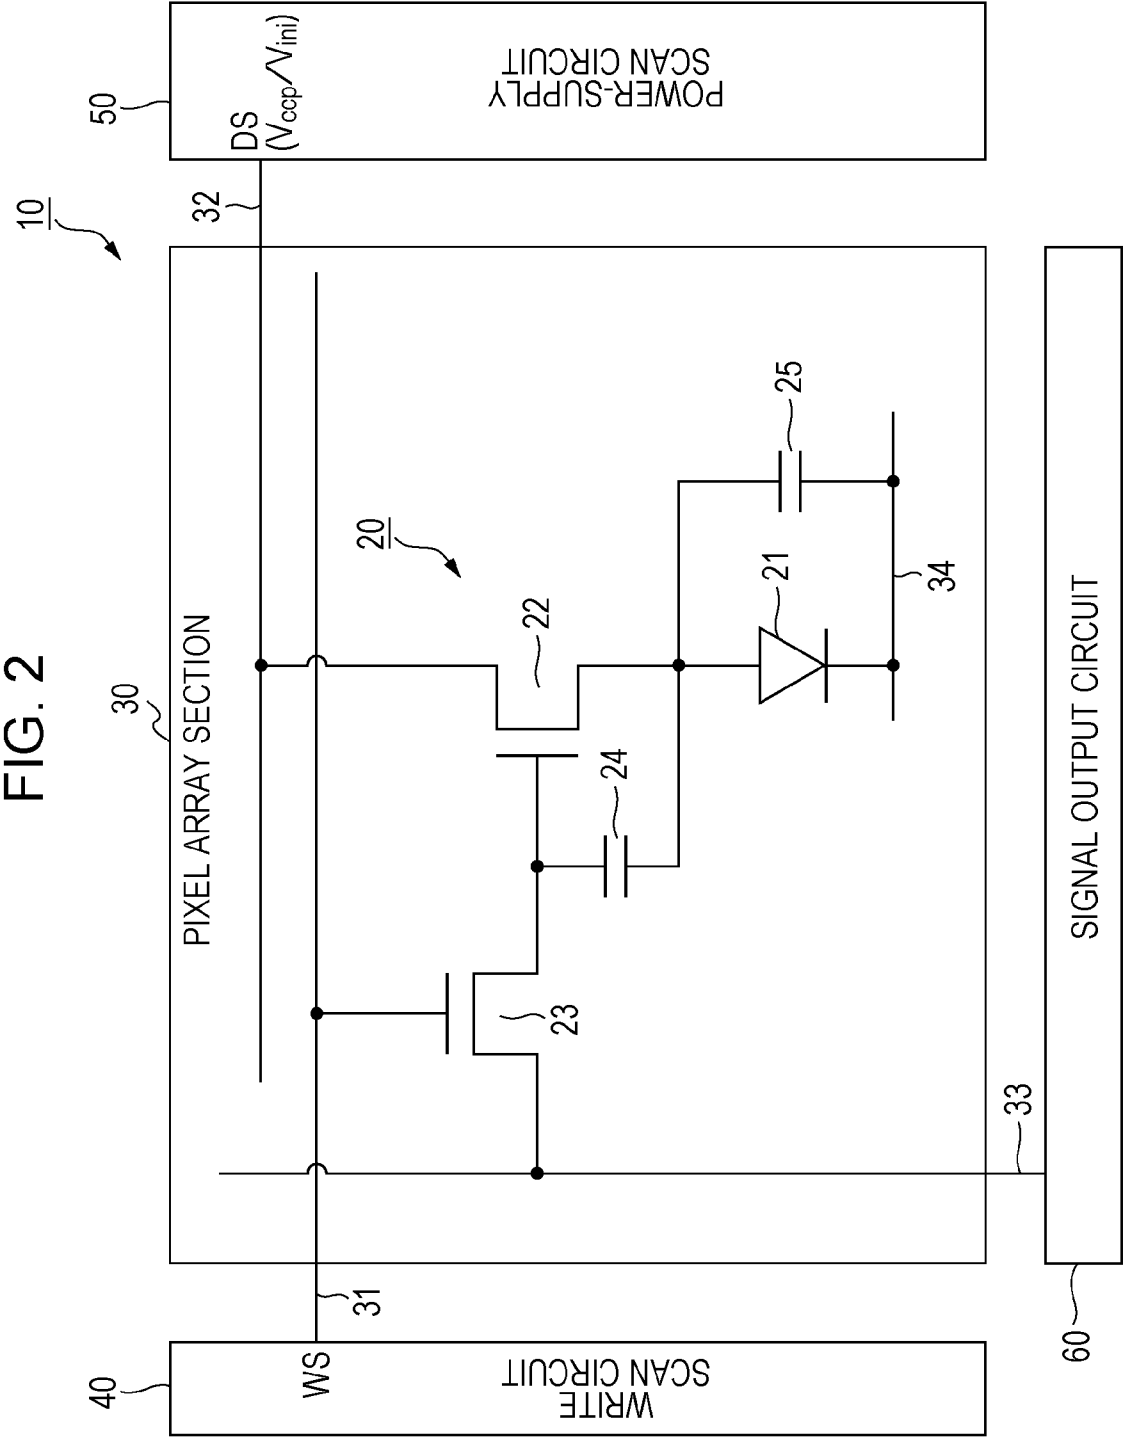 FIG. 2
10
30
PIXEL ARRAY SECTION
40
WS
WRITE
SCAN CIRCUIT
31
50
DS
(Vccp/Vini)
POWER-SUPPLY
SCAN CIRCUIT
32
20
22
23
24
25
21
34
33
60
SIGNAL OUTPUT CIRCUIT